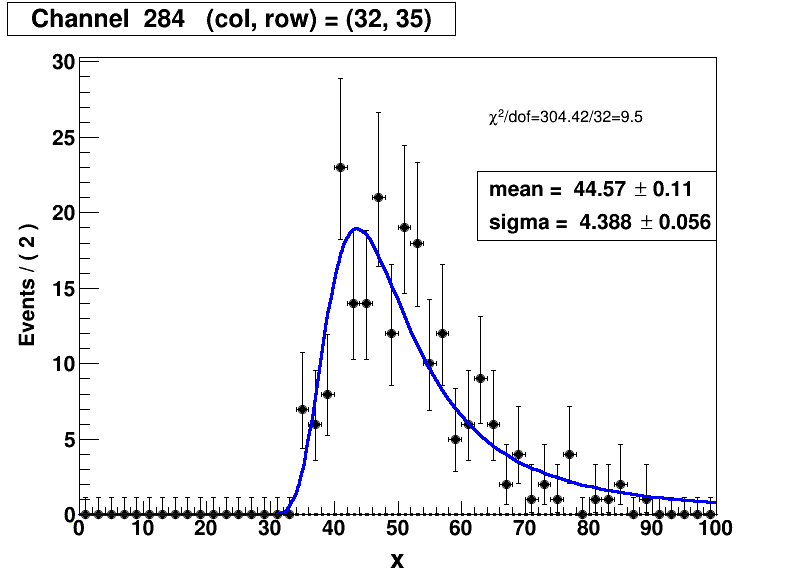 Channel 284 (col, row) = (32, 35)
30
25
20
15
10
5
0
Events / ( 2 )
χ²/dof=304.42/32=9.5
mean = 44.57 ± 0.11
sigma = 4.388 ± 0.056
0 10 20 30 40 50 60 70 80 90 100
x